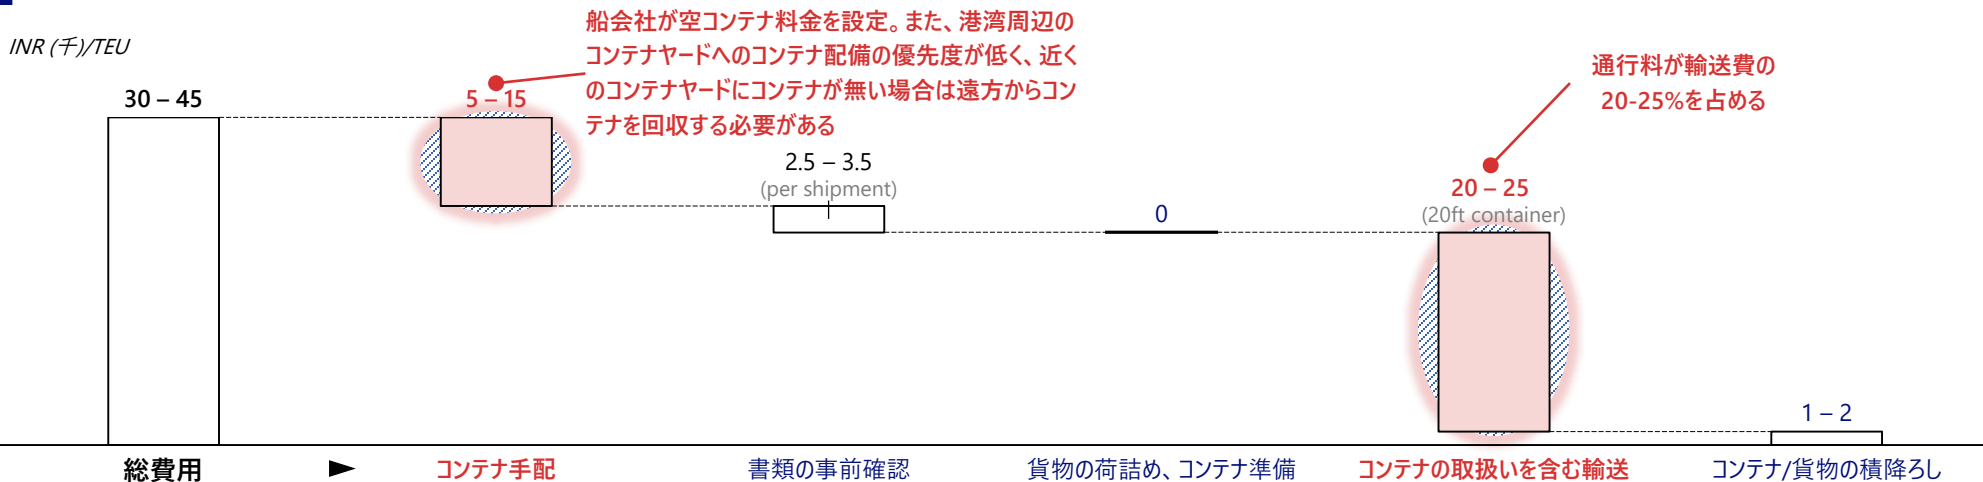 INR (千)/TEU
30 – 45
5 – 15
船会社が空コンテナ料金を設定。また、港湾周辺の
コンテナヤードへのコンテナ配備の優先度が低く、近く
のコンテナヤードにコンテナが無い場合は遠方からコン
テナを回収する必要がある
2.5 – 3.5
(per shipment)
0
通行料が輸送費の
20-25%を占める
20 – 25
(20ft container)
1 – 2
総費用
コンテナ手配
書類の事前確認
貨物の荷詰め、コンテナ準備
コンテナの取扱いを含む輸送
コンテナ/貨物の積降ろし